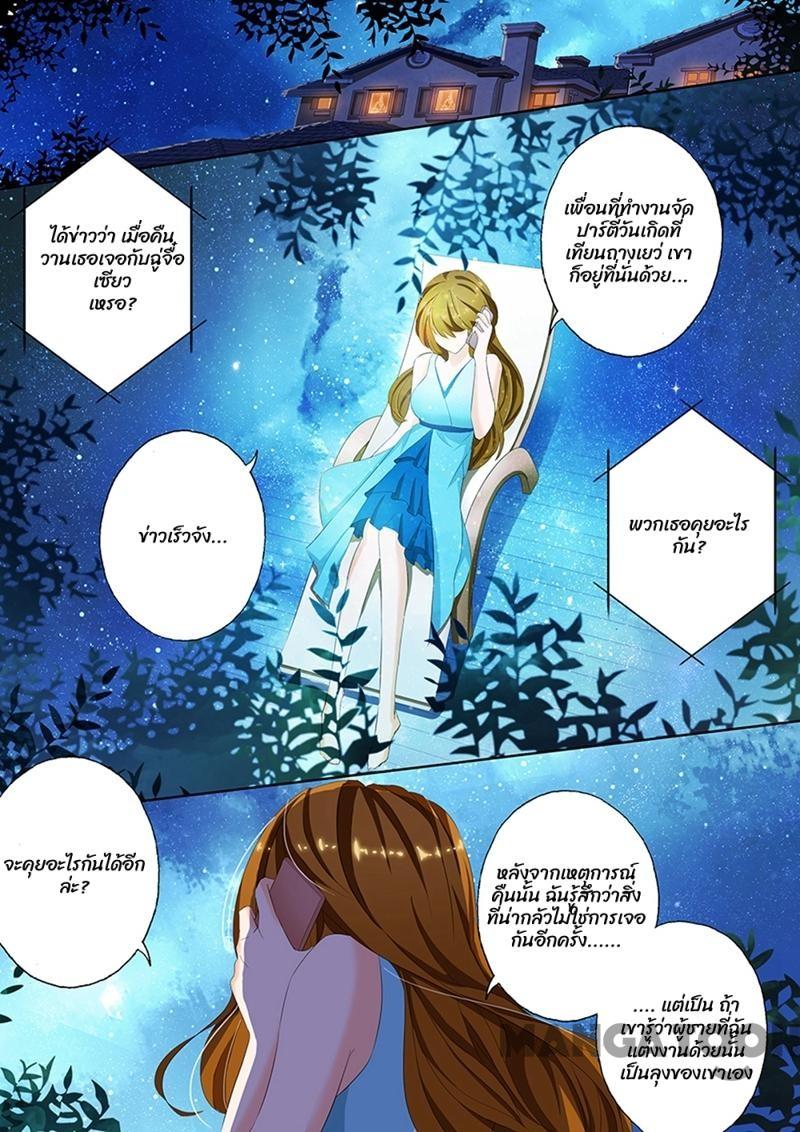 ได้ข่าวว่า เมื่อคืน
วานเธอเจอกับฉู่จื่อ
เซียว
เหรอ?
เพื่อนที่ทำงานจัด
ปาร์ตี้วันเกิดที่
เทียนถางเยว่ เขา
ก็อยู่ที่นั่นด้วย...
ข่าวเร็วจัง...
พวกเธอคุยอะไร
กัน?
จะคุยอะไรกันได้อีก
ล่ะ?
หลังจากเหตุการณ์
คืนนั้น ฉันรู้สึกว่าสิ่ง
ที่น่ากลัวไม่ใช่การเจอ
กันอีกครั้ง......
.... แต่เป็น ถ้า
เขารู้ว่าผู้ชายที่ฉัน
แต่งงานด้วยนั้น
เป็นลุงของเขาเอง
MANGATOON